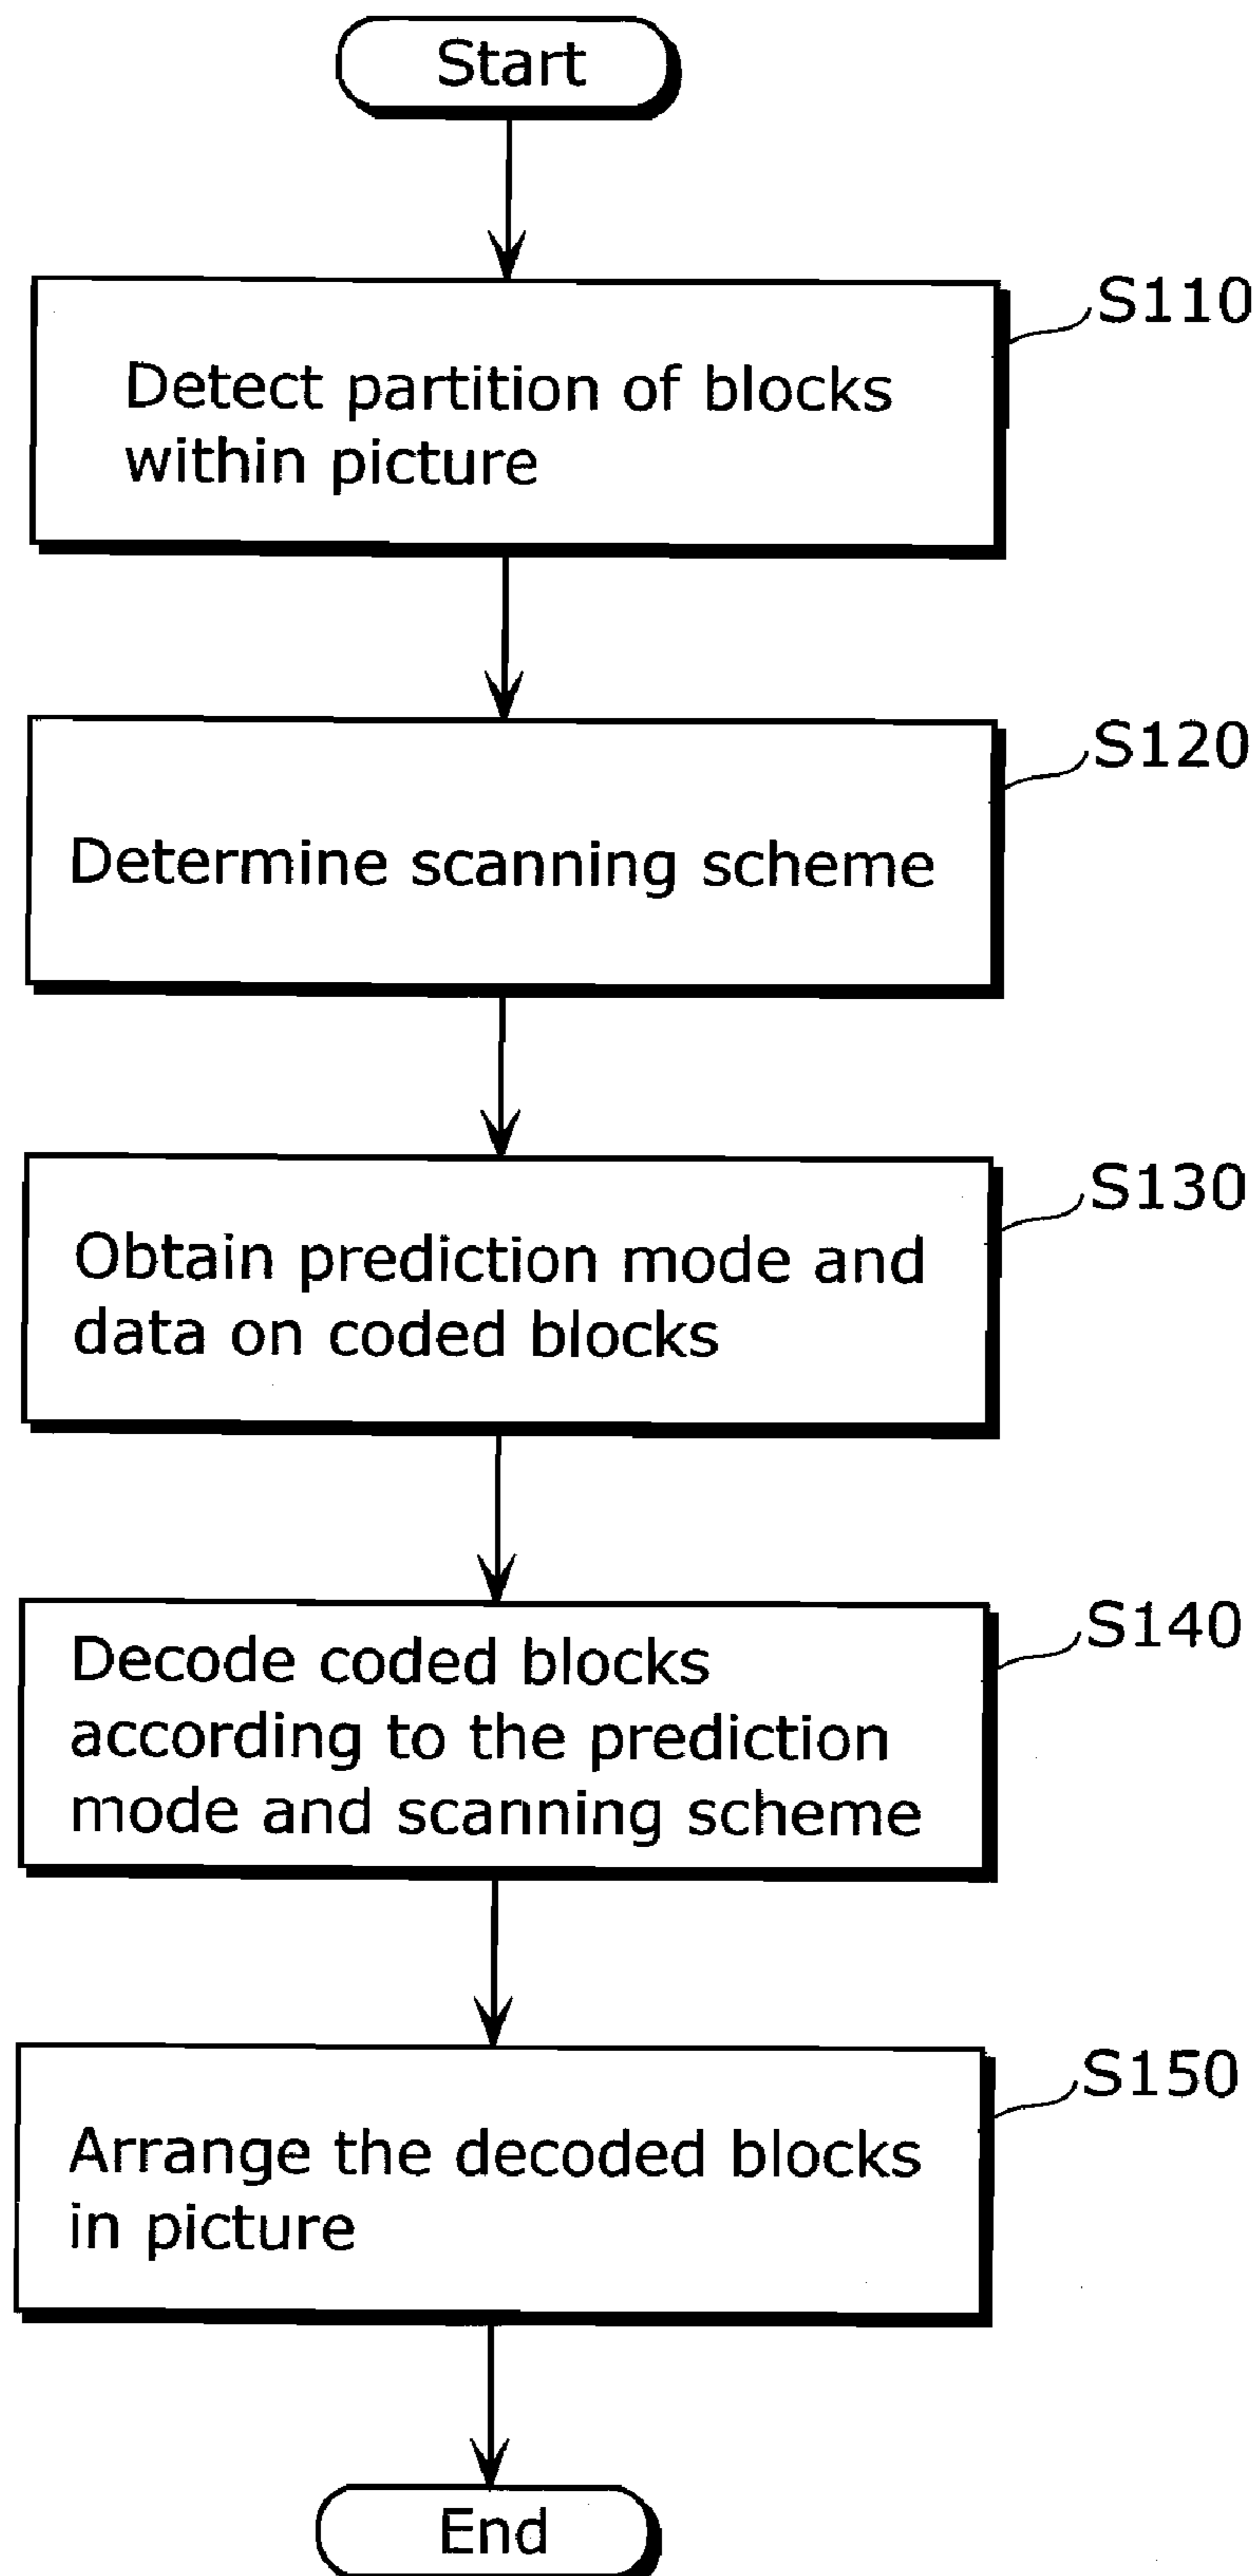 Start
S110
Detect partition of blocks
within picture
S120
Determine scanning scheme
S130
Obtain prediction mode and
data on coded blocks
S140
Decode coded blocks
according to the prediction
mode and scanning scheme
S150
Arrange the decoded blocks
in picture
End